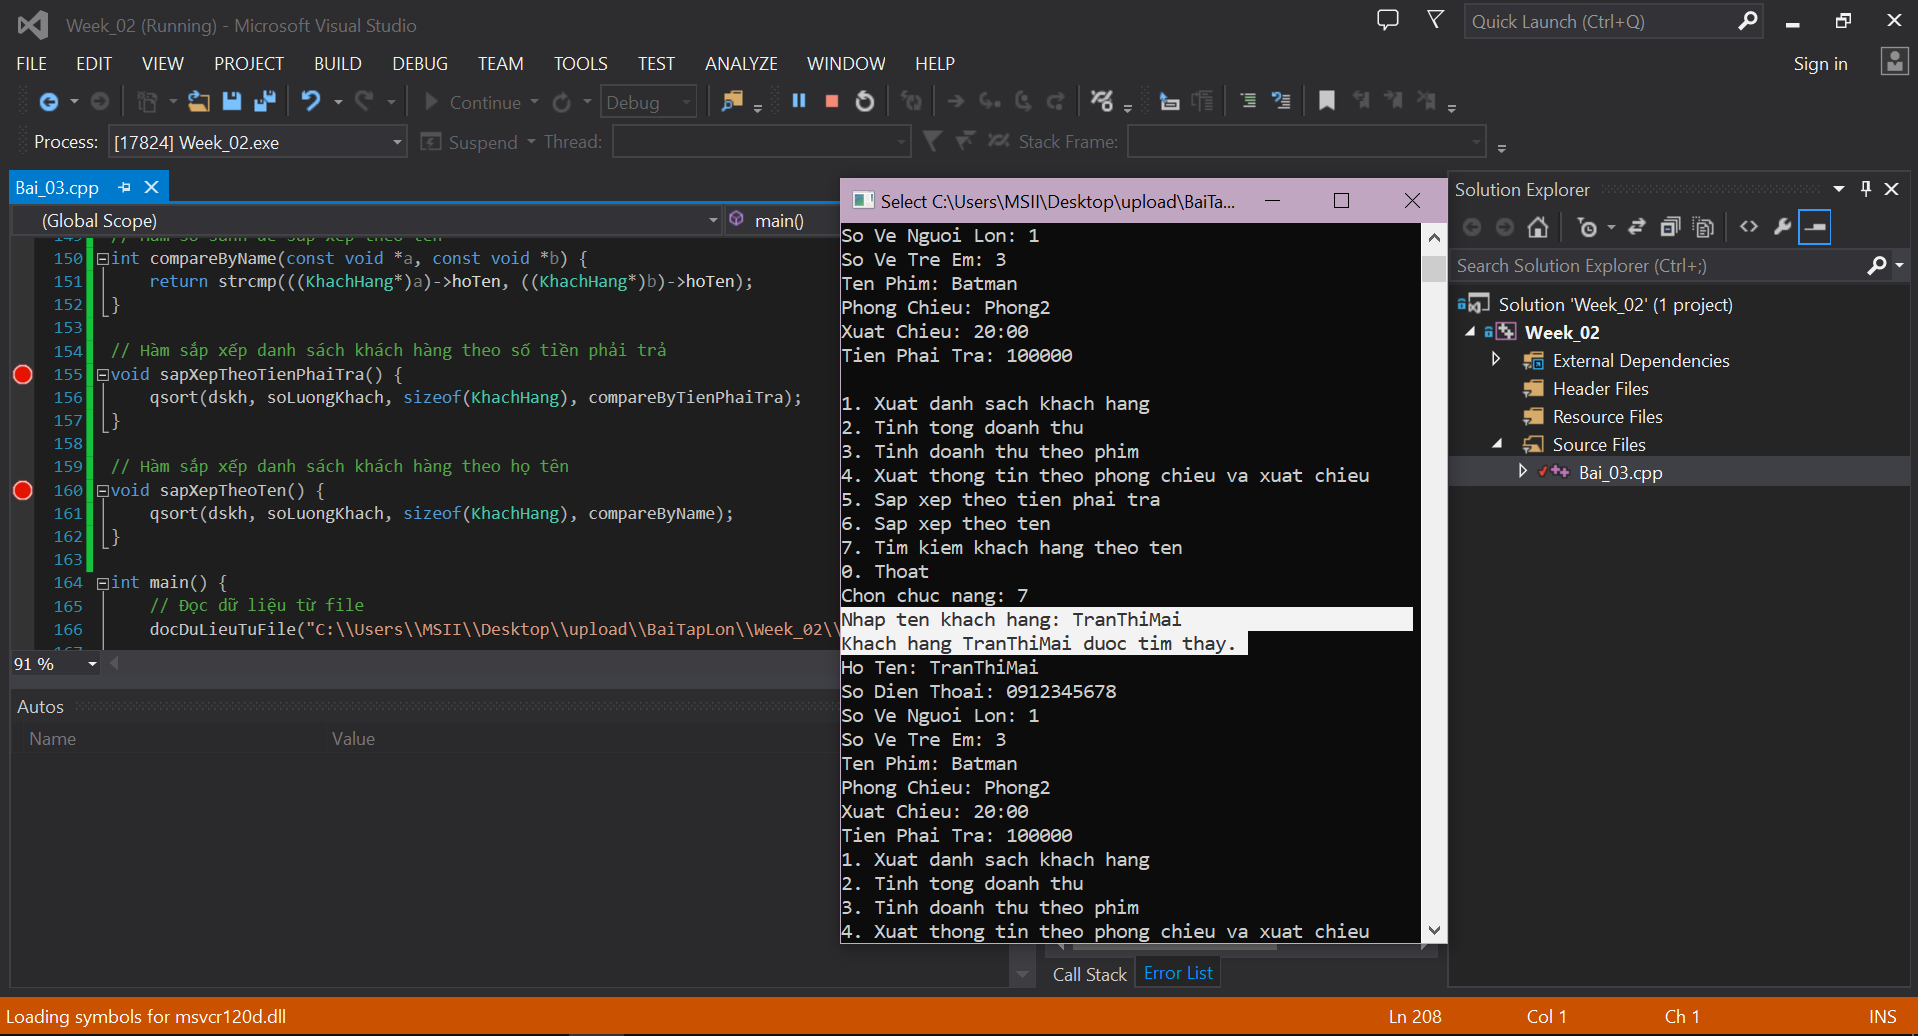 Week_02 (Running) - Microsoft Visual Studio
Quick Launch (Ctrl+Q)
FILE EDIT VIEW PROJECT BUILD DEBUG TEAM TOOLS TEST ANALYZE WINDOW HELP
Sign in
Continue Debug
Process: [17824] Week_02.exe Suspend Thread: Stack Frame:
Bai_03.cpp
(Global Scope) main()
150 int compareByName(const void *a, const void *b) {
151 return strcmp(((KhachHang*)a)->hoTen, ((KhachHang*)b)->hoTen);
152 }
153
154 // Hàm sắp xếp danh sách khách hàng theo số tiền phải trả
155 void sapXepTheoTienPhaiTra() {
156 qsort(dskh, soLuongKhach, sizeof(KhachHang), compareByTienPhaiTra);
157 }
158
159 // Hàm sắp xếp danh sách khách hàng theo họ tên
160 void sapXepTheoTen() {
161 qsort(dskh, soLuongKhach, sizeof(KhachHang), compareByName);
162 }
163
164 int main() {
165 // Đọc dữ liệu từ file
166 docDuLieuTuFile("C:\\Users\\MSII\\Desktop\\upload\\BaiTapLon\\Week_02\\
91 %
Autos
Name Value
Select C:\Users\MSII\Desktop\upload\BaiTa...
So Ve Nguoi Lon: 1
So Ve Tre Em: 3
Ten Phim: Batman
Phong Chieu: Phong2
Xuat Chieu: 20:00
Tien Phai Tra: 100000
1. Xuat danh sach khach hang
2. Tinh tong doanh thu
3. Tinh doanh thu theo phim
4. Xuat thong tin theo phong chieu va xuat chieu
5. Sap xep theo tien phai tra
6. Sap xep theo ten
7. Tim kiem khach hang theo ten
0. Thoat
Chon chuc nang: 7
Nhap ten khach hang: TranThiMai
Khach hang TranThiMai duoc tim thay.
Ho Ten: TranThiMai
So Dien Thoai: 0912345678
So Ve Nguoi Lon: 1
So Ve Tre Em: 3
Ten Phim: Batman
Phong Chieu: Phong2
Xuat Chieu: 20:00
Tien Phai Tra: 100000
1. Xuat danh sach khach hang
2. Tinh tong doanh thu
3. Tinh doanh thu theo phim
4. Xuat thong tin theo phong chieu va xuat chieu
Call Stack Error List
Solution Explorer
Search Solution Explorer (Ctrl+;)
Solution 'Week_02' (1 project)
Week_02
External Dependencies
Header Files
Resource Files
Source Files
Bai_03.cpp
Loading symbols for msvcr120d.dll
Ln 208 Col 1 Ch 1 INS